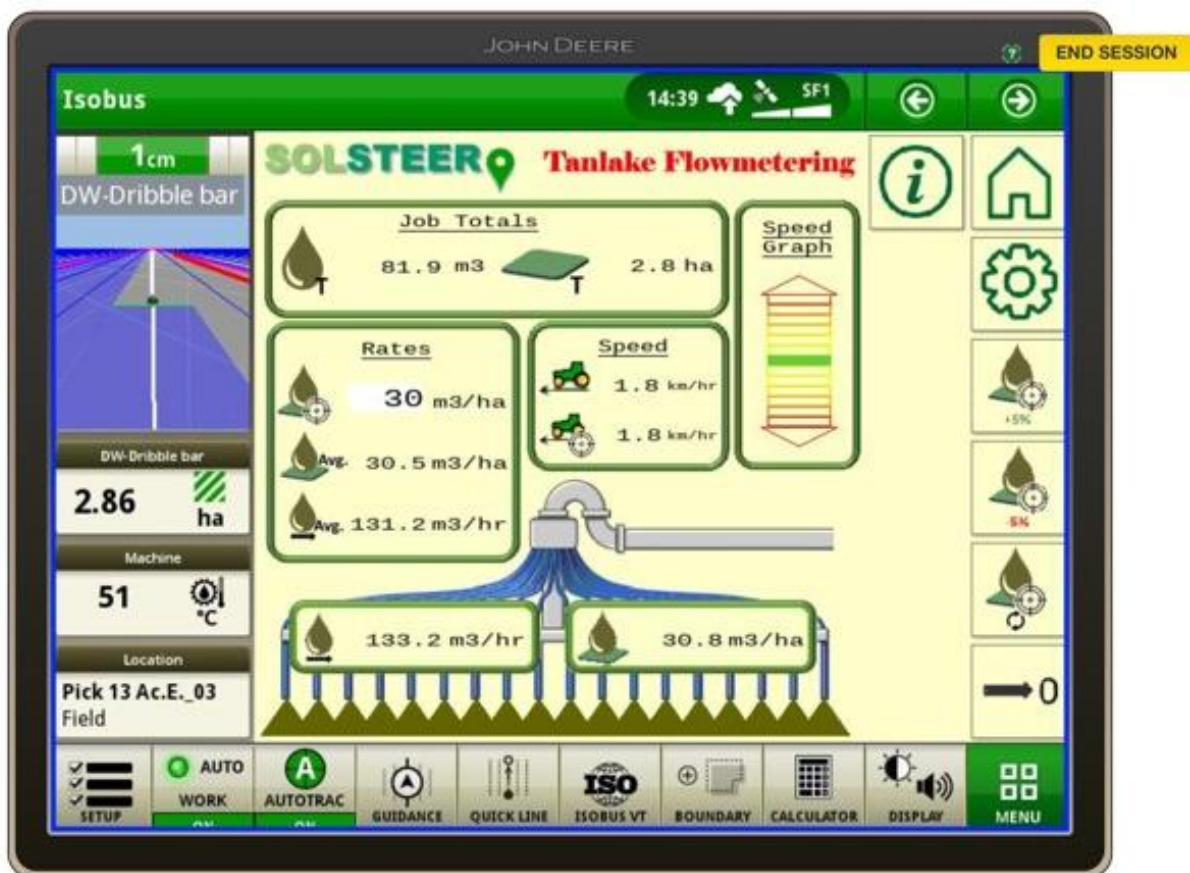 JOHN DEERE
END SESSION
Isobus
14:39
SF1
1cm
DW-Dribble bar
SOLSTEER
Tanlake Flowmetering
Job Totals
T
81.9 m3
T
2.8 ha
Speed
Graph
Rates
30 m3/ha
Avg. 30.5 m3/ha
Avg. 131.2 m3/hr
Speed
1.8 km/hr
1.8 km/hr
133.2 m3/hr
30.8 m3/ha
DW-Dribble bar
2.86
ha
Machine
51
°C
Location
Pick 13 Ac.E._03
Field
i
+5%
-5%
0
SETUP
AUTO
WORK
ON
A
AUTOTRAC
ON
GUIDANCE
QUICK LINE
ISO
ISOBUS VT
BOUNDARY
CALCULATOR
DISPLAY
MENU